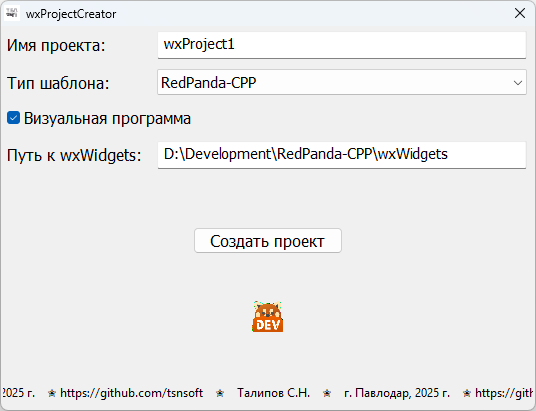 wxProjectCreator
Имя проекта: wxProject1
Тип шаблона: RedPanda-CPP
Визуальная программа
Путь к wxWidgets: D:\Development\RedPanda-CPP\wxWidgets
Создать проект
DEV
2025 г. ❀ https://github.com/tsnsoft ❀ Талипов С.Н. ❀ г. Павлодар, 2025 г. ❀ https://gith